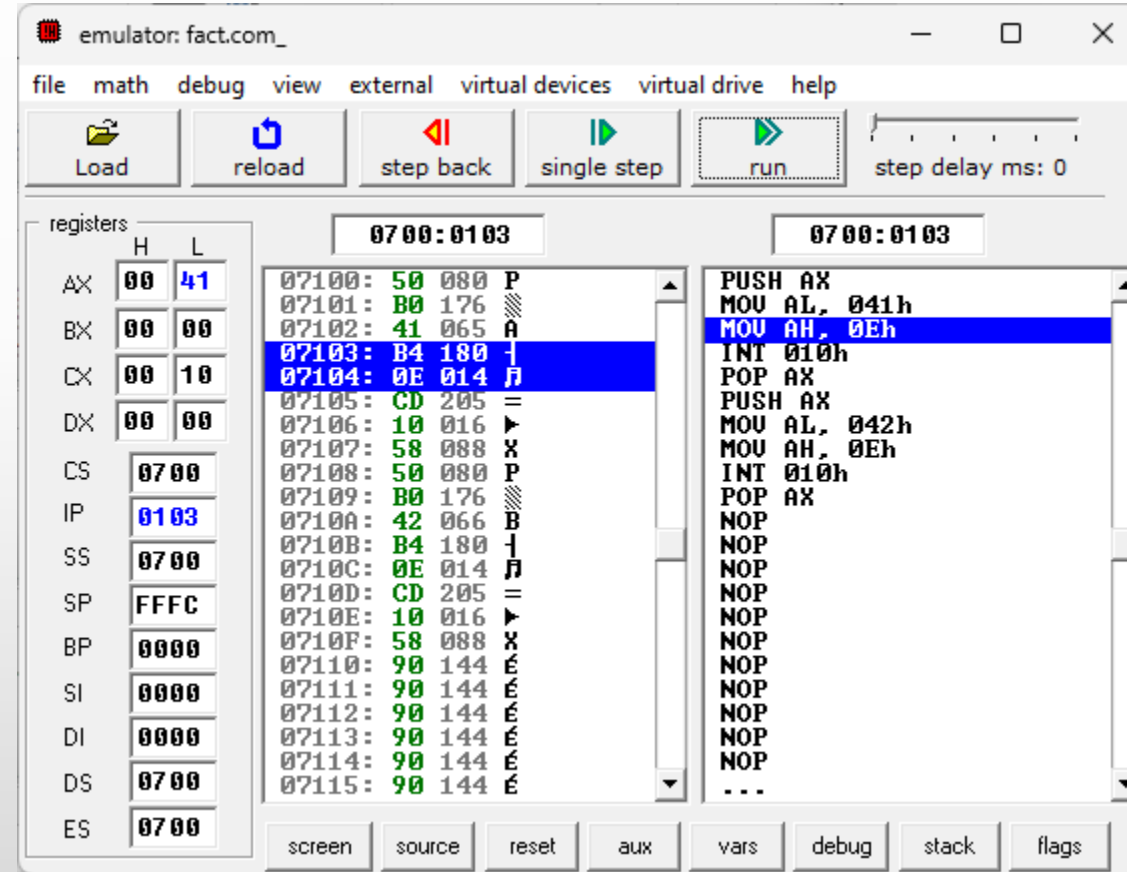 emulator: fact.com_
file math debug view external virtual devices virtual drive help
Load reload step back single step run step delay ms: 0
registers
H L
0700:0103 0700:0103
AX 00 41
BX 00 00
CX 00 10
DX 00 00
CS 0700
IP 0103
SS 0700
SP FFFC
BP 0000
SI 0000
DI 0000
DS 0700
ES 0700
07100: 50 080 P
07101: B0 176 ▒
07102: 41 065 A
07103: B4 180 ┤
07104: 0E 014 ♫
07105: CD 205 =
07106: 10 016 ►
07107: 58 088 X
07108: 50 080 P
07109: B0 176 ▒
0710A: 42 066 B
0710B: B4 180 ┤
0710C: 0E 014 ♫
0710D: CD 205 =
0710E: 10 016 ►
0710F: 58 088 X
07110: 90 144 É
07111: 90 144 É
07112: 90 144 É
07113: 90 144 É
07114: 90 144 É
07115: 90 144 É
PUSH AX
MOV AL, 041h
MOV AH, 0Eh
INT 010h
POP AX
PUSH AX
MOV AL, 042h
MOV AH, 0Eh
INT 010h
POP AX
NOP
NOP
NOP
NOP
NOP
NOP
NOP
NOP
NOP
NOP
NOP
...
screen source reset aux vars debug stack flags